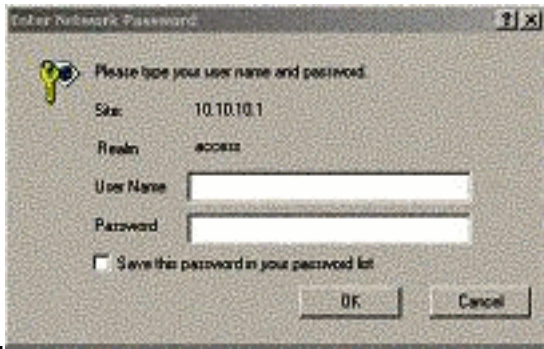 Enter Network Password
Please type your user name and password.
Site: 10.10.10.1
Realm access
User Name
Password
Save this password in your password list
OK Cancel